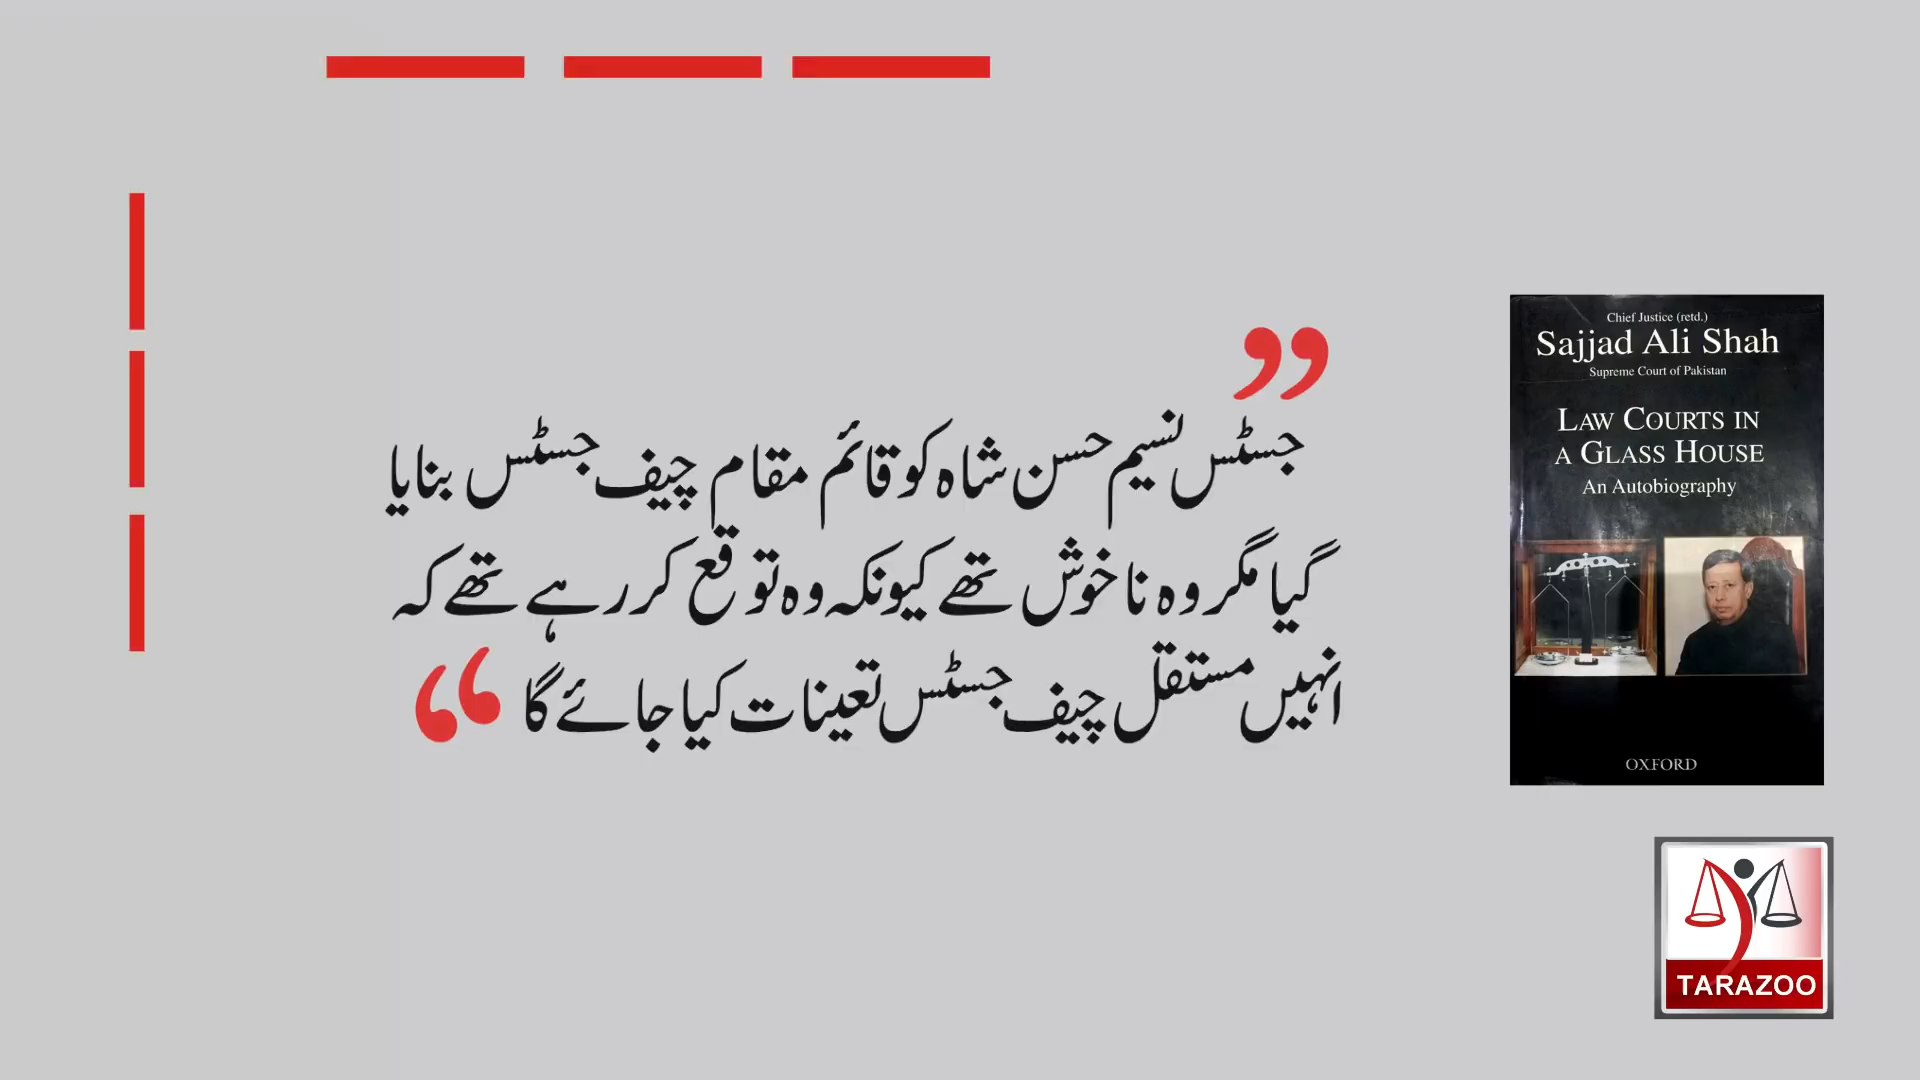 جسٹس نسیم حسن شاہ کو قائم مقام چیف جسٹس بنایا
گیا مگر وہ ناخوش تھے کیونکہ وہ توقع کر رہے تھے کہ
انہیں مستقل چیف جسٹس تعینات کیا جائے گا
Chief Justice (retd.)
Sajjad Ali Shah
Supreme Court of Pakistan
LAW COURTS IN
A GLASS HOUSE
An Autobiography
OXFORD
TARAZOO